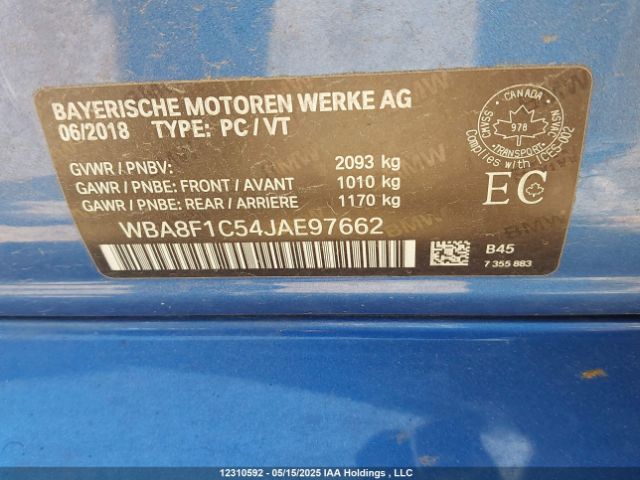 BAYERISCHE MOTOREN WERKE AG
06/2018 TYPE: PC / VT
GVWR / PNBV: 2093 kg
GAWR / PNBE: FRONT / AVANT 1010 kg
GAWR / PNBE: REAR / ARRIÈRE 1170 kg
WBA8F1C54JAE97662
CANADA
CMVSS
NSVAC
978
TRANSPORT
Complies with ICES-002
EC
B45
7 355 883
12310592 - 05/15/2025 IAA Holdings , LLC